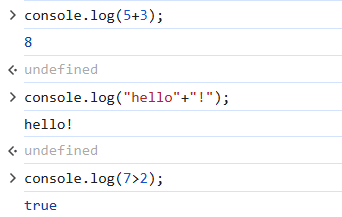 > console.log(5+3);
8
<· undefined
> console.log("hello"+"!");
hello!
<· undefined
> console.log(7>2);
true